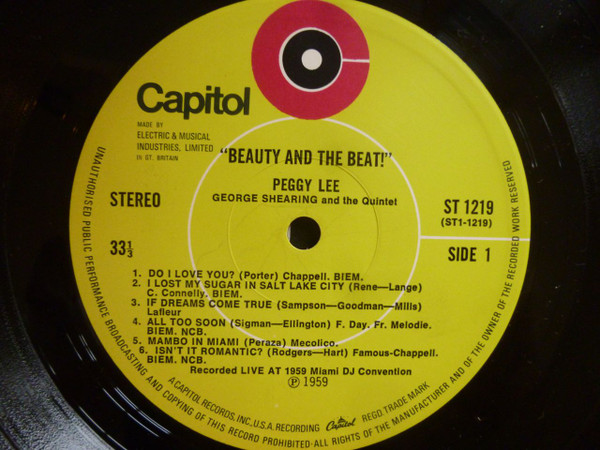 Capitol
MADE BY
ELECTRIC & MUSICAL
INDUSTRIES, LIMITED
IN GT. BRITAIN
"BEAUTY AND THE BEAT!"
PEGGY LEE
GEORGE SHEARING and the Quintet
STEREO
ST 1219
(ST1-1219)
33⅓
SIDE 1
1. DO I LOVE YOU? (Porter) Chappell. BIEM.
2. I LOST MY SUGAR IN SALT LAKE CITY (Rene—Lange)
C. Connelly. BIEM.
3. IF DREAMS COME TRUE (Sampson—Goodman—Mills)
Lafleur
4. ALL TOO SOON (Sigman—Ellington) F. Day. Fr. Melodie.
BIEM. NCB.
5. MAMBO IN MIAMI (Peraza) Mecolico.
6. ISN'T IT ROMANTIC? (Rodgers—Hart) Famous-Chappell.
BIEM. NCB.
Recorded LIVE AT 1959 Miami DJ Convention
℗ 1959
A CAPITOL RECORDS, INC., U.S.A. RECORDING Capitol REGD. TRADE MARK
UNAUTHORISED PUBLIC PERFORMANCE BROADCASTING AND COPYING OF THIS RECORD PROHIBITED·ALL RIGHTS OF THE MANUFACTURER AND OF THE OWNER OF THE RECORDED WORK RESERVED